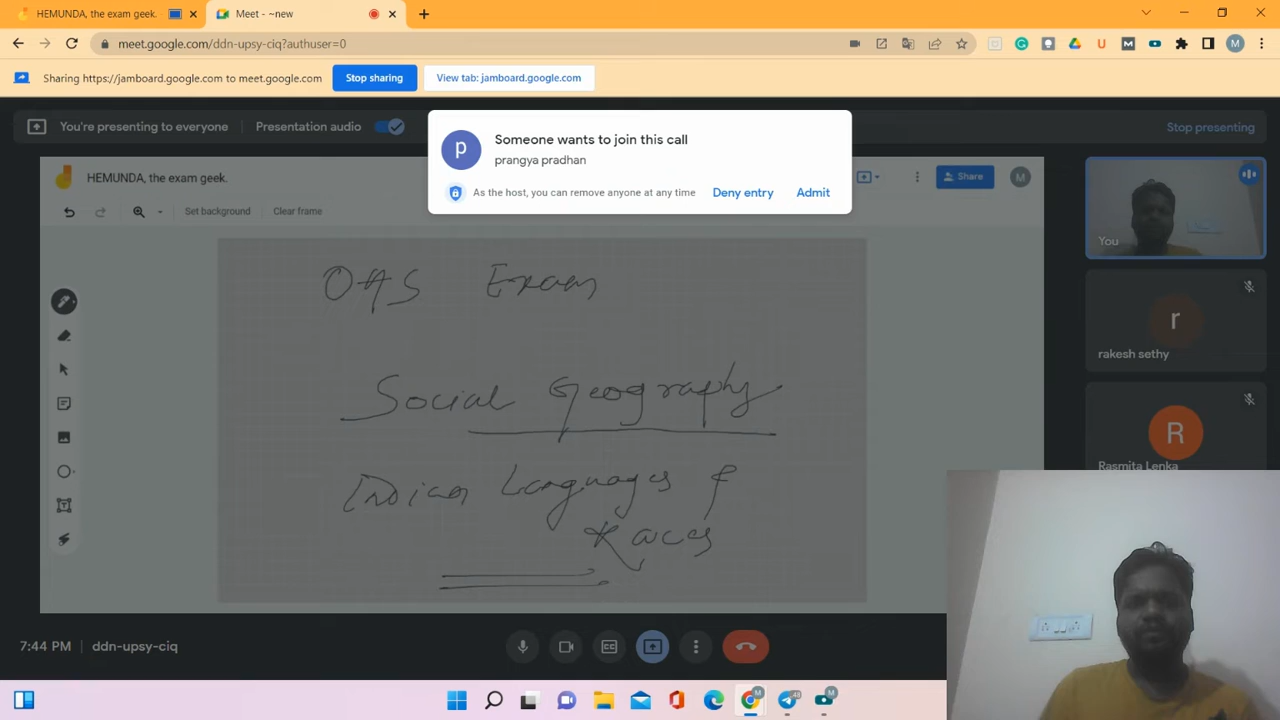 HEMUNDA, the exam geek.
Meet - ~new
meet.google.com/ddn-upsy-ciq?authuser=0
M
Sharing https://jamboard.google.com to meet.google.com
Stop sharing
View tab: jamboard.google.com
You're presenting to everyone
Presentation audio
Stop presenting
P
Someone wants to join this call
prangya pradhan
As the host, you can remove anyone at any time
Deny entry
Admit
HEMUNDA, the exam geek.
Share
M
Set background
Clear frame
OAS Exam
Social Geography
Indian Languages &
Races
You
r
rakesh sethy
R
Rasmita Lenka
7:44 PM
ddn-upsy-ciq